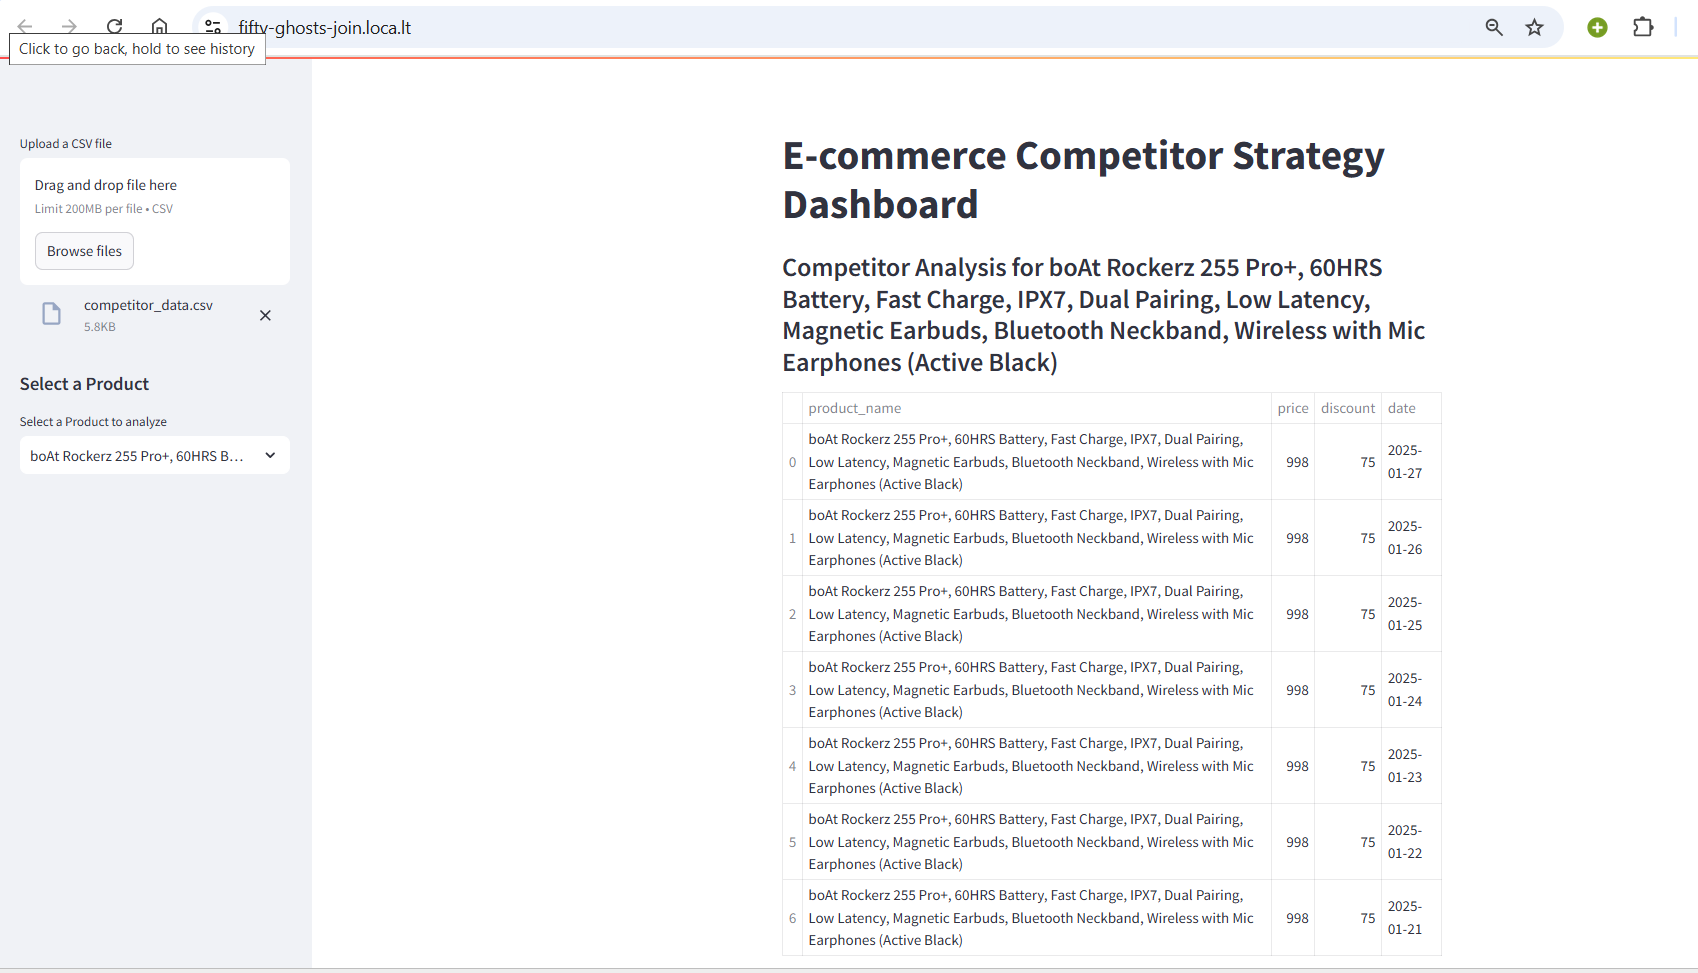 fifty-ghosts-join.loca.lt
Click to go back, hold to see history
Upload a CSV file
Drag and drop file here
Limit 200MB per file • CSV
Browse files
competitor_data.csv
5.8KB
Select a Product
Select a Product to analyze
boAt Rockerz 255 Pro+, 60HRS B...
E-commerce Competitor Strategy
Dashboard
Competitor Analysis for boAt Rockerz 255 Pro+, 60HRS
Battery, Fast Charge, IPX7, Dual Pairing, Low Latency,
Magnetic Earbuds, Bluetooth Neckband, Wireless with Mic
Earphones (Active Black)
product_name price discount date
boAt Rockerz 255 Pro+, 60HRS Battery, Fast Charge, IPX7, Dual Pairing,
0 Low Latency, Magnetic Earbuds, Bluetooth Neckband, Wireless with Mic 998 75 2025-
Earphones (Active Black) 01-27
boAt Rockerz 255 Pro+, 60HRS Battery, Fast Charge, IPX7, Dual Pairing,
1 Low Latency, Magnetic Earbuds, Bluetooth Neckband, Wireless with Mic 998 75 2025-
Earphones (Active Black) 01-26
boAt Rockerz 255 Pro+, 60HRS Battery, Fast Charge, IPX7, Dual Pairing,
2 Low Latency, Magnetic Earbuds, Bluetooth Neckband, Wireless with Mic 998 75 2025-
Earphones (Active Black) 01-25
boAt Rockerz 255 Pro+, 60HRS Battery, Fast Charge, IPX7, Dual Pairing,
3 Low Latency, Magnetic Earbuds, Bluetooth Neckband, Wireless with Mic 998 75 2025-
Earphones (Active Black) 01-24
boAt Rockerz 255 Pro+, 60HRS Battery, Fast Charge, IPX7, Dual Pairing,
4 Low Latency, Magnetic Earbuds, Bluetooth Neckband, Wireless with Mic 998 75 2025-
Earphones (Active Black) 01-23
boAt Rockerz 255 Pro+, 60HRS Battery, Fast Charge, IPX7, Dual Pairing,
5 Low Latency, Magnetic Earbuds, Bluetooth Neckband, Wireless with Mic 998 75 2025-
Earphones (Active Black) 01-22
boAt Rockerz 255 Pro+, 60HRS Battery, Fast Charge, IPX7, Dual Pairing,
6 Low Latency, Magnetic Earbuds, Bluetooth Neckband, Wireless with Mic 998 75 2025-
Earphones (Active Black) 01-21